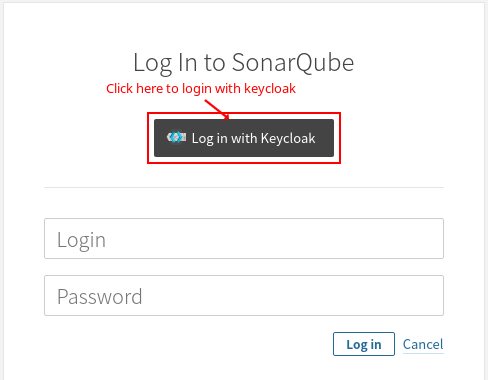 Log In to SonarQube
Click here to login with keycloak
Log in with Keycloak
Login
Password
Log in Cancel